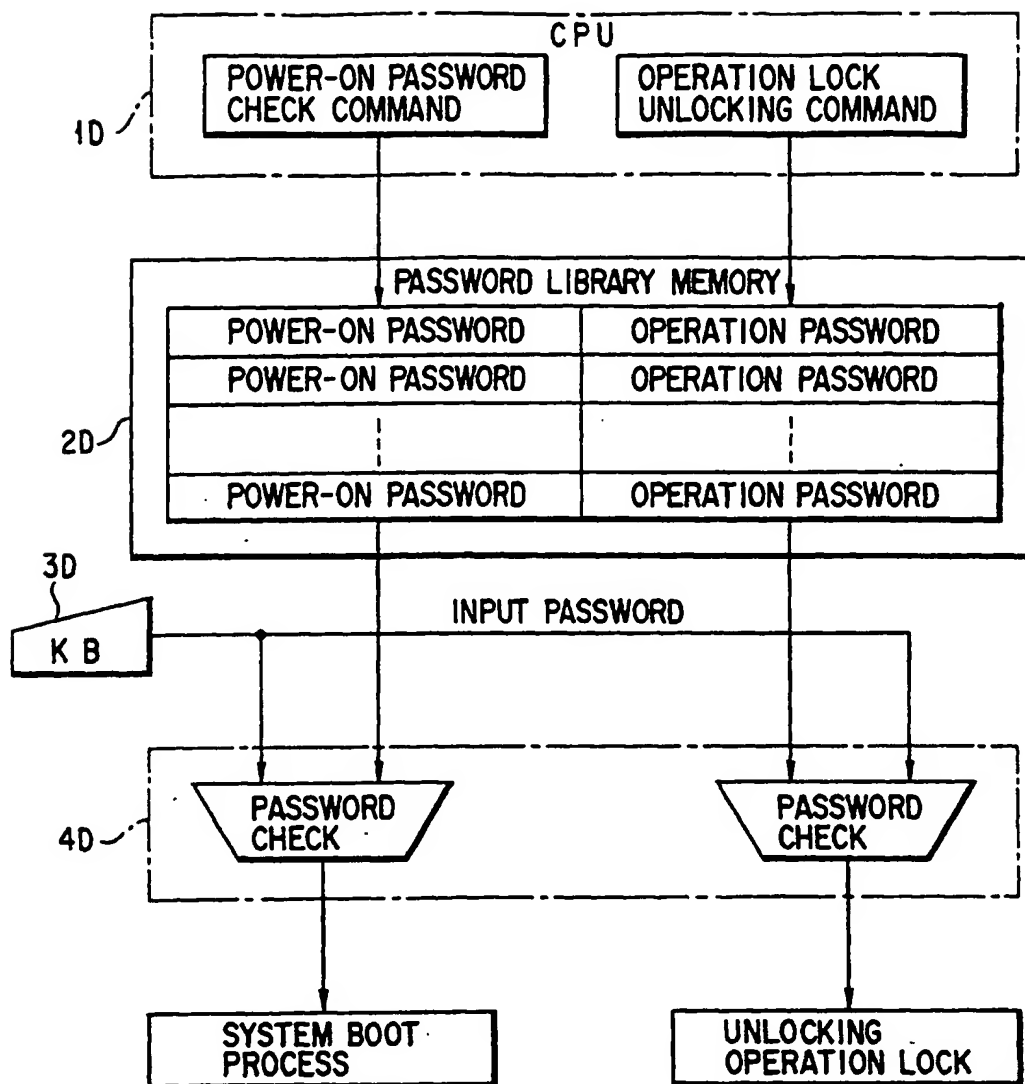 CPU
POWER-ON PASSWORD
CHECK COMMAND
OPERATION LOCK
UNLOCKING COMMAND
1D
PASSWORD LIBRARY MEMORY
POWER-ON PASSWORD
OPERATION PASSWORD
POWER-ON PASSWORD
OPERATION PASSWORD
2D
POWER-ON PASSWORD
OPERATION PASSWORD
3D
KB
INPUT PASSWORD
4D
PASSWORD
CHECK
PASSWORD
CHECK
SYSTEM BOOT
PROCESS
UNLOCKING
OPERATION LOCK